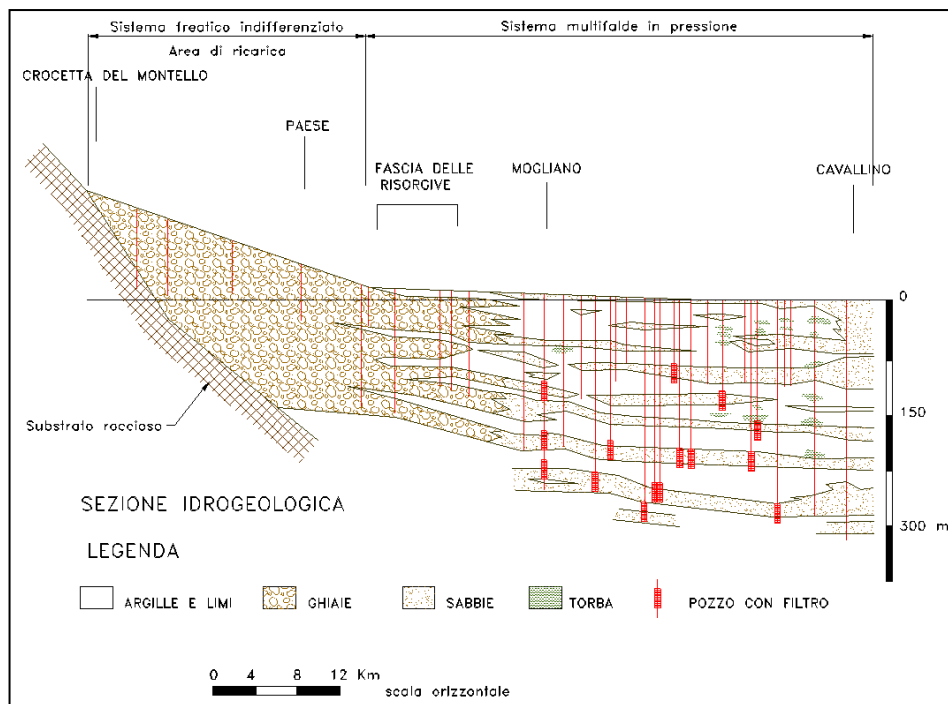 Sistema freatico indifferenziato
Sistema multifalde in pressione
Area di ricarica
CROCETTA DEL MONTELLO
PAESE
FASCIA DELLE
RISORGIVE
MOGLIANO
CAVALLINO
0
150
300 m
Substrato roccioso
SEZIONE IDROGEOLOGICA
LEGENDA
ARGILLE E LIMI
GHIAIE
SABBIE
TORBA
POZZO CON FILTRO
0 4 8 12 Km
scala orizzontale